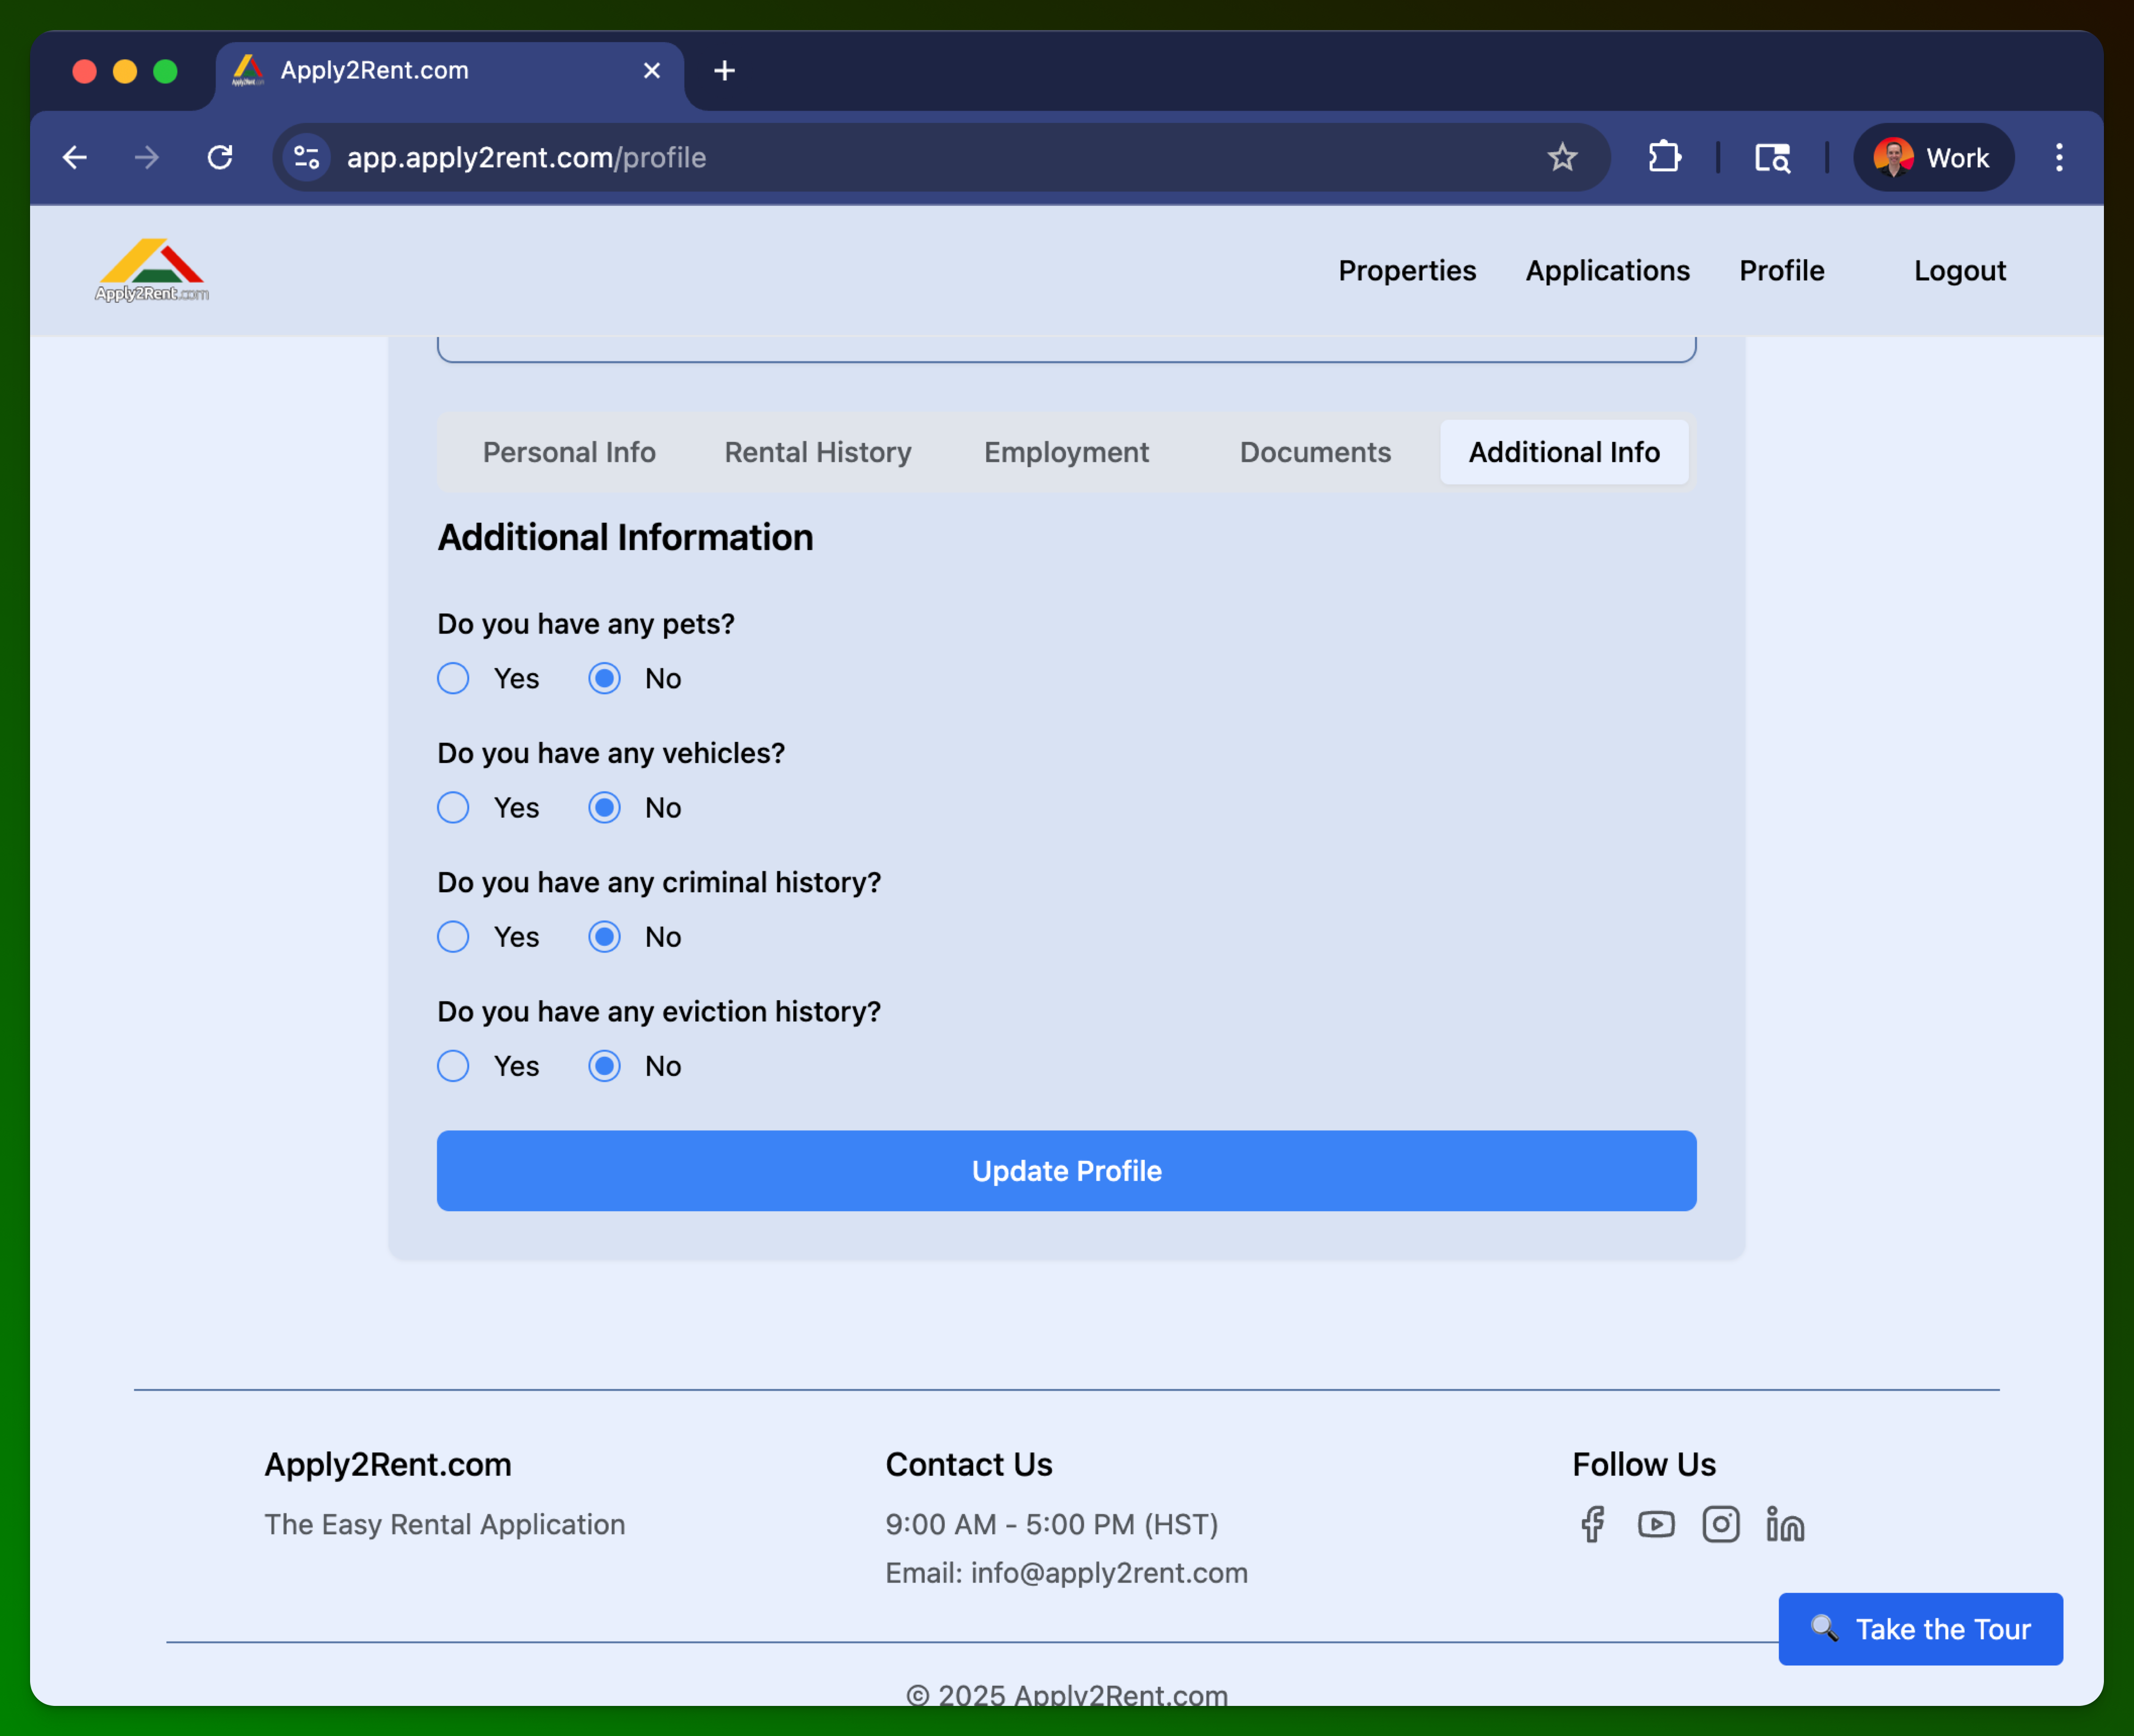 Apply2Rent.com
app.apply2rent.com/profile
Work
Apply2Rent.com
Properties
Applications
Profile
Logout
Personal Info
Rental History
Employment
Documents
Additional Info
Additional Information
Do you have any pets?
Yes
No
Do you have any vehicles?
Yes
No
Do you have any criminal history?
Yes
No
Do you have any eviction history?
Yes
No
Update Profile
Apply2Rent.com
The Easy Rental Application
Contact Us
9:00 AM - 5:00 PM (HST)
Email: info@apply2rent.com
Follow Us
Take the Tour
© 2025 Apply2Rent.com